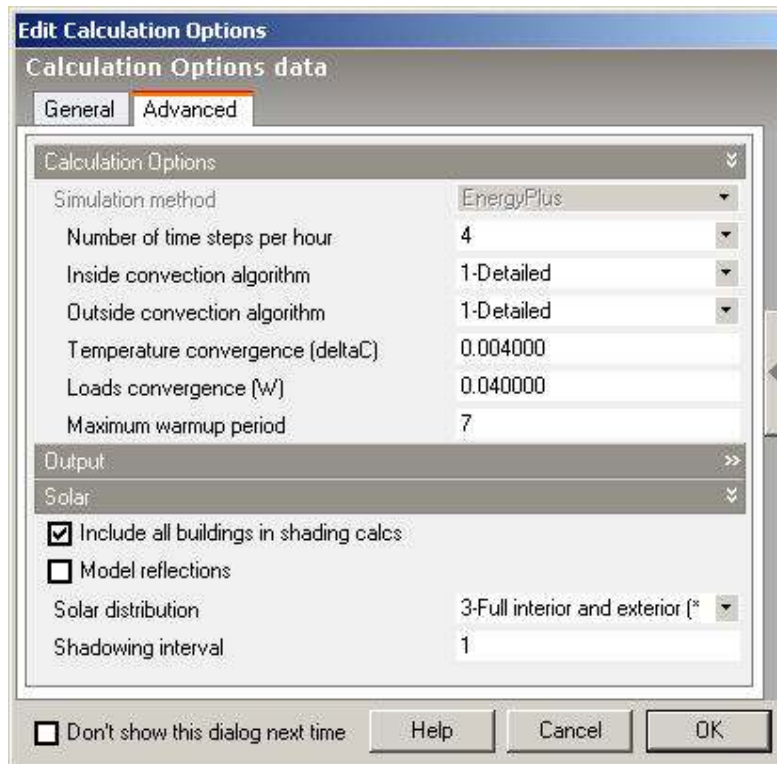 Edit Calculation Options
Calculation Options data
General Advanced
Calculation Options
Simulation method EnergyPlus
Number of time steps per hour 4
Inside convection algorithm 1-Detailed
Outside convection algorithm 1-Detailed
Temperature convergence (deltaC) 0.004000
Loads convergence (W) 0.040000
Maximum warmup period 7
Output
Solar
Include all buildings in shading calcs
Model reflections
Solar distribution 3-Full interior and exterior (*
Shadowing interval 1
Don't show this dialog next time Help Cancel OK